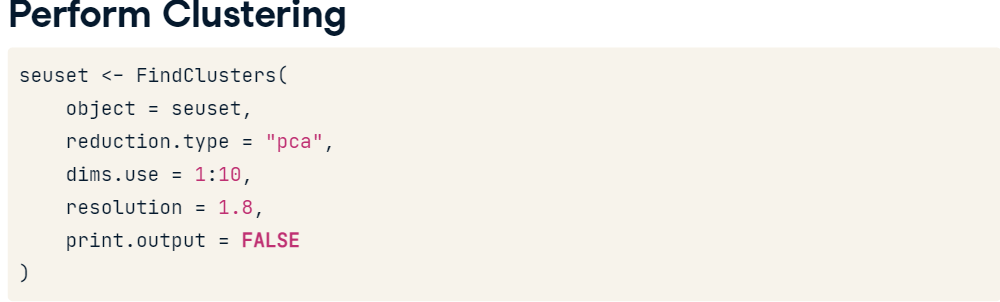 Perform Clustering
seuset <- FindClusters(
    object = seuset,
    reduction.type = "pca",
    dims.use = 1:10,
    resolution = 1.8,
    print.output = FALSE
)